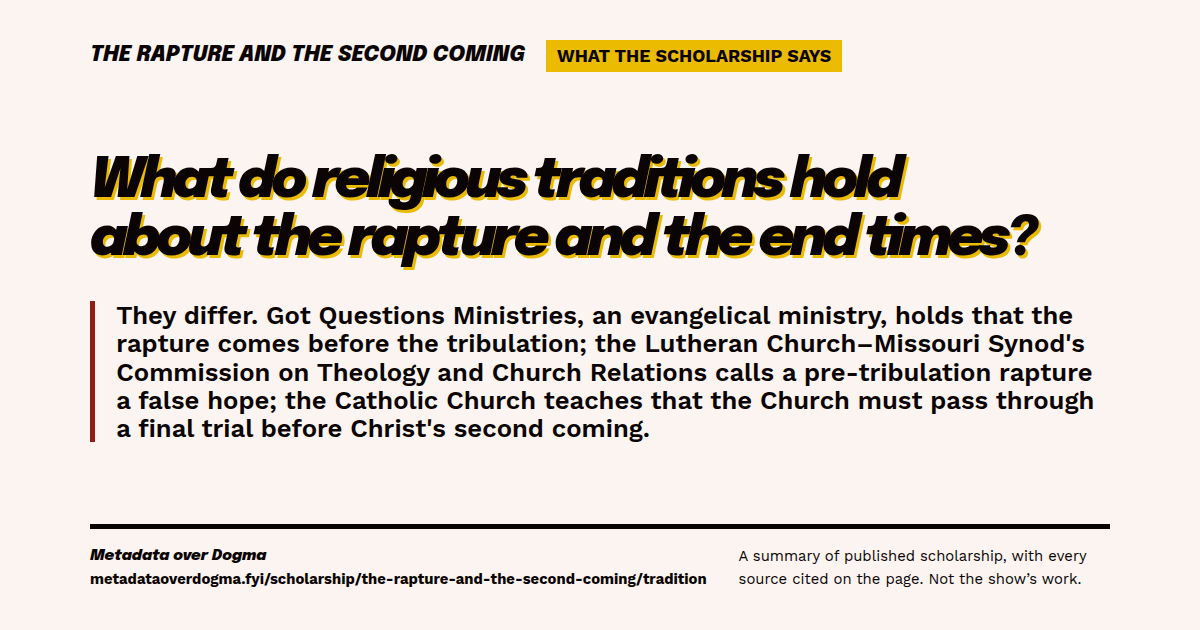 THE RAPTURE AND THE SECOND COMING
WHAT THE SCHOLARSHIP SAYS
What do religious traditions hold
about the rapture and the end times?
They differ. Got Questions Ministries, an evangelical ministry, holds that the
rapture comes before the tribulation; the Lutheran Church–Missouri Synod's
Commission on Theology and Church Relations calls a pre-tribulation rapture
a false hope; the Catholic Church teaches that the Church must pass through
a final trial before Christ's second coming.
Metadata over Dogma
metadataoverdogma.fyi/scholarship/the-rapture-and-the-second-coming/tradition
A summary of published scholarship, with every
source cited on the page. Not the show’s work.